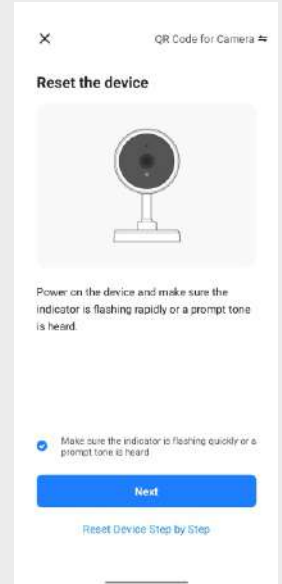 QR Code for Camera
Reset the device
Power on the device and make sure the
indicator is flashing rapidly or a prompt tone
is heard.
Make sure the indicator is flashing quickly or a
prompt tone is heard
Next
Reset Device Step by Step